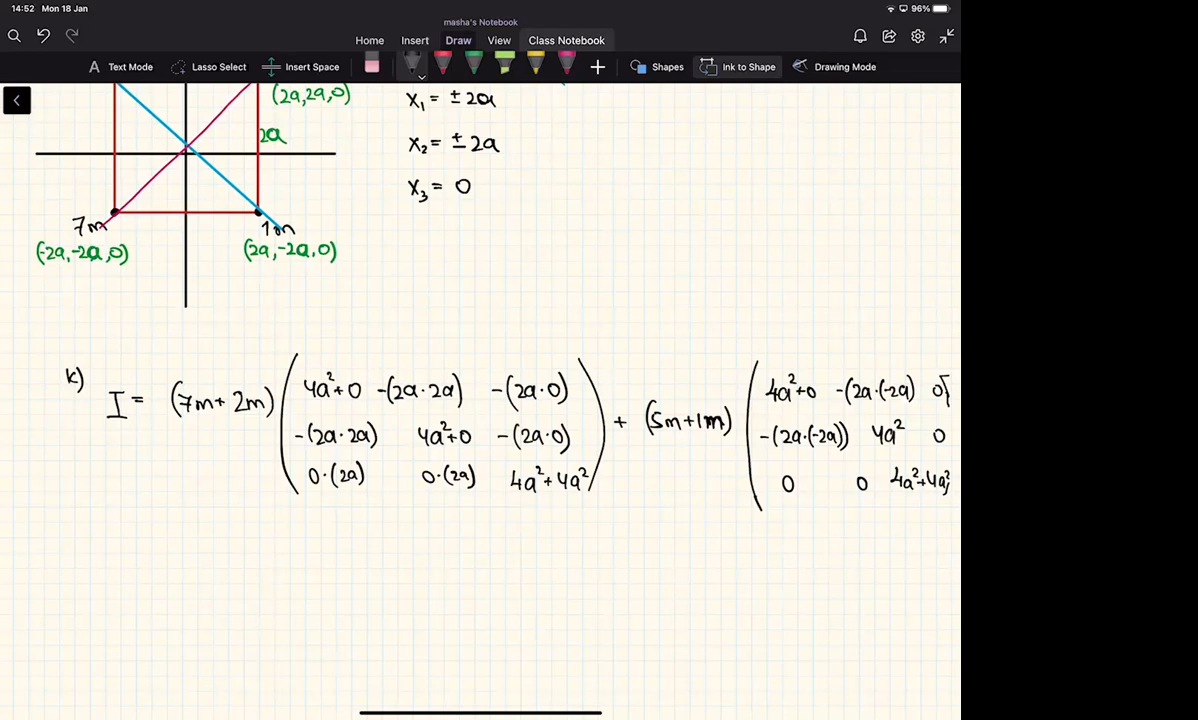 14:52 Mon 18 Jan
96%
masha's Notebook
Home Insert Draw View Class Notebook
Text Mode Lasso Select Insert Space Shapes Ink to Shape Drawing Mode
(2a,2a,0)
2a
7m
1m
(-2a,-2a,0)
(2a,-2a,0)
x₁ = ± 2a
x₂ = ± 2a
x₃ = 0
k)
I = (7m + 2m) ( 4a²+0 -(2a·2a) -(2a·0) + (5m+1m) ( 4a²+0 -(2a·(-2a) 0
-(2a·2a) 4a²+0 -(2a·0) -(2a·(-2a)) 4a² 0
0·(2a) 0·(2a) 4a²+4a² ) 0 0 4a²+4a²